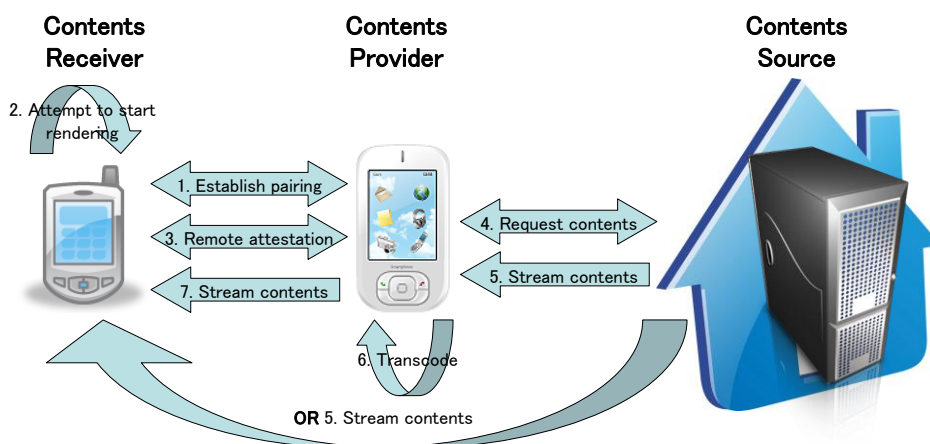 Contents
Receiver
Contents
Provider
Contents
Source
2. Attempt to start
rendering
1. Establish pairing
3. Remote attestation
7. Stream contents
4. Request contents
5. Stream contents
6. Transcode
OR 5. Stream contents